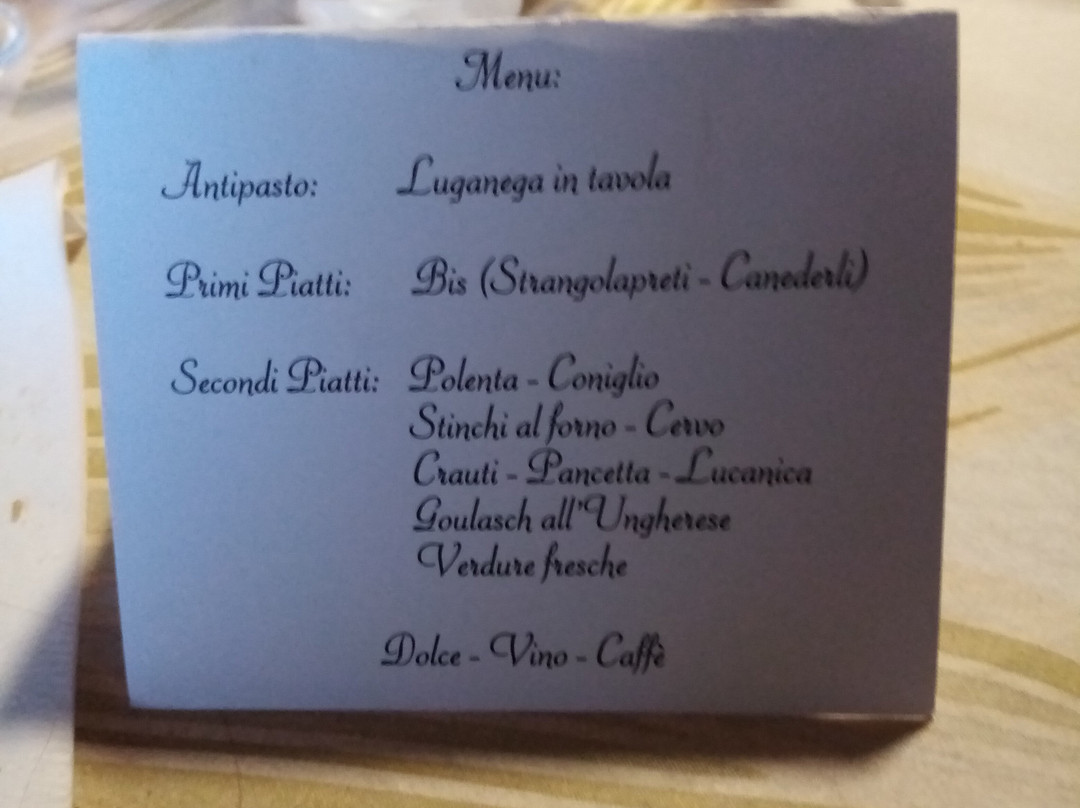 Menu:
Antipasto: Luganega in tavola
Primi Piatti: Bis (Strangolapreti - Canederli)
Secondi Piatti: Polenta - Coniglio
Stinchi al forno - Cervo
Crauti - Pancetta - Lucanica
Goulasch all'Ungherese
Verdure fresche
Dolce - Vino - Caffè